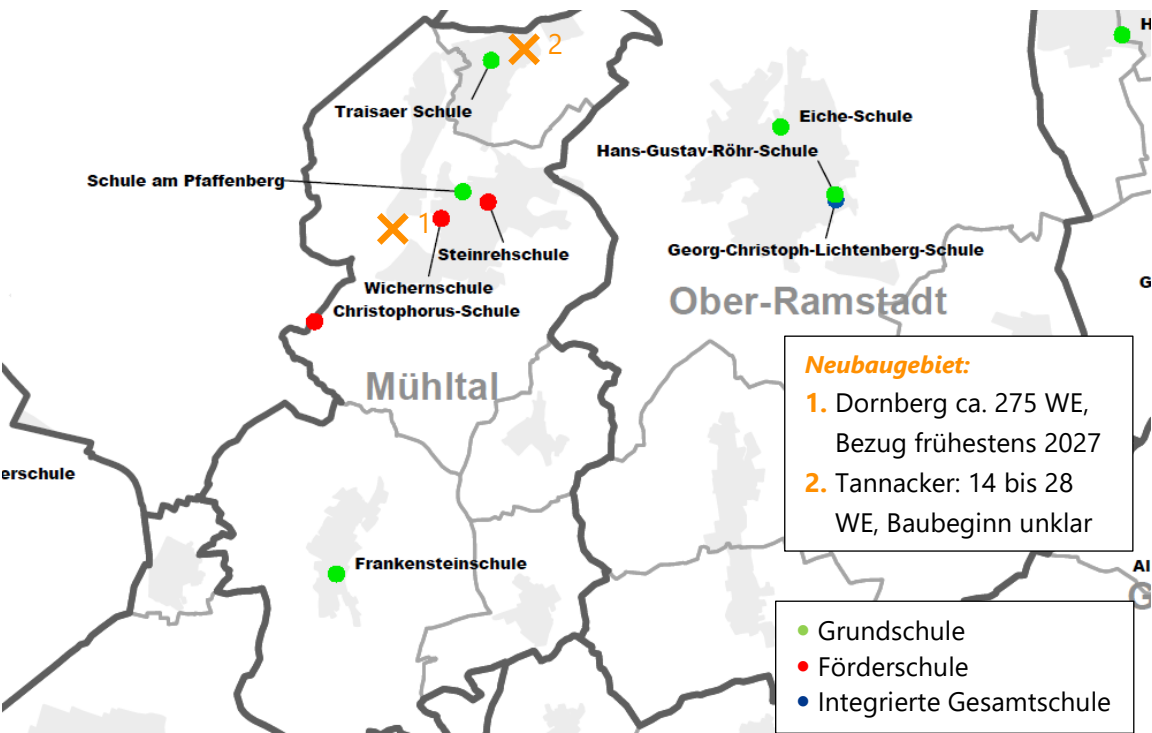 H
2
Traisaer Schule
Eiche-Schule
Hans-Gustav-Röhr-Schule
Schule am Pfaffenberg
1
Steinrehschule
Georg-Christoph-Lichtenberg-Schule
Wichernschule
G
Christophorus-Schule
Ober-Ramstadt
Mühltal
Neubaugebiet:
1. Dornberg ca. 275 WE,
Bezug frühestens 2027
2. Tannacker: 14 bis 28
WE, Baubeginn unklar
erschule
Frankensteinschule
Al
G
• Grundschule
• Förderschule
• Integrierte Gesamtschule